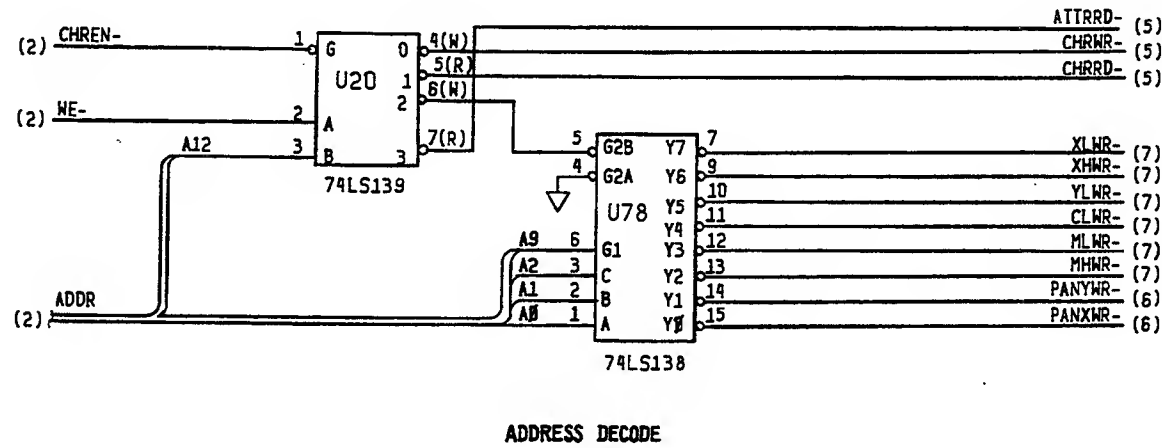 ATTRRD- (5)
(2) CHREN- 1 G 0 4(W) CHRWR- (5)
1 5(R) CHRRD- (5)
U20
2 6(W)
(2) WE- 2 A
A12 3 B 3 7(R)
74LS139
5 G2B Y7 7 XLWR- (7)
4 G2A Y6 9 XHWR- (7)
Y5 10 YLWR- (7)
U78
Y4 11 CLWR- (7)
A9 6 G1 Y3 12 MLWR- (7)
A2 3 C Y2 13 MHWR- (7)
A1 2 B Y1 14 PANYWR- (6)
(2) ADDR A0 1 A Y0 15 PANXWR- (6)
74LS138
ADDRESS DECODE